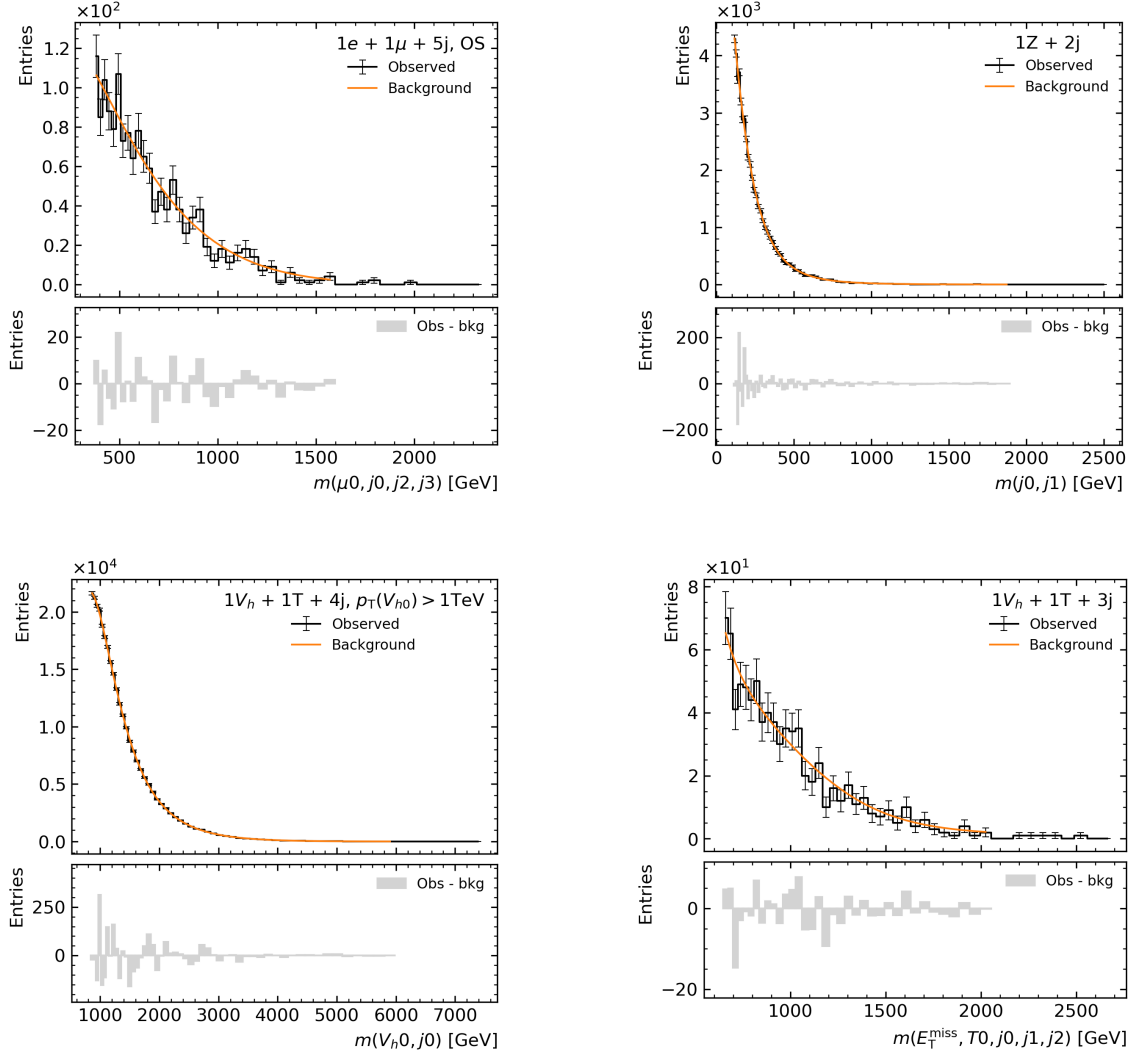 ×10²
1e + 1μ + 5j, OS
Observed
Background
Entries
1.2
1.0
0.8
0.6
0.4
0.2
0.0
Obs - bkg
Entries
20
0
−20
500 1000 1500 2000
m(μ0, j0, j2, j3) [GeV]
×10³
1Z + 2j
Observed
Background
Entries
4
3
2
1
0
Obs - bkg
Entries
200
0
−200
0 500 1000 1500 2000 2500
m(j0, j1) [GeV]
×10⁴
1Vₕ + 1T + 4j, p_T(V_h0) > 1TeV
Observed
Background
Entries
2.0
1.5
1.0
0.5
0.0
Obs - bkg
Entries
250
0
1000 2000 3000 4000 5000 6000 7000
m(Vₕ0, j0) [GeV]
×10¹
1Vₕ + 1T + 3j
Observed
Background
Entries
8
6
4
2
0
Obs - bkg
Entries
0
−20
1000 1500 2000 2500
m(E_T^miss, T0, j0, j1, j2) [GeV]